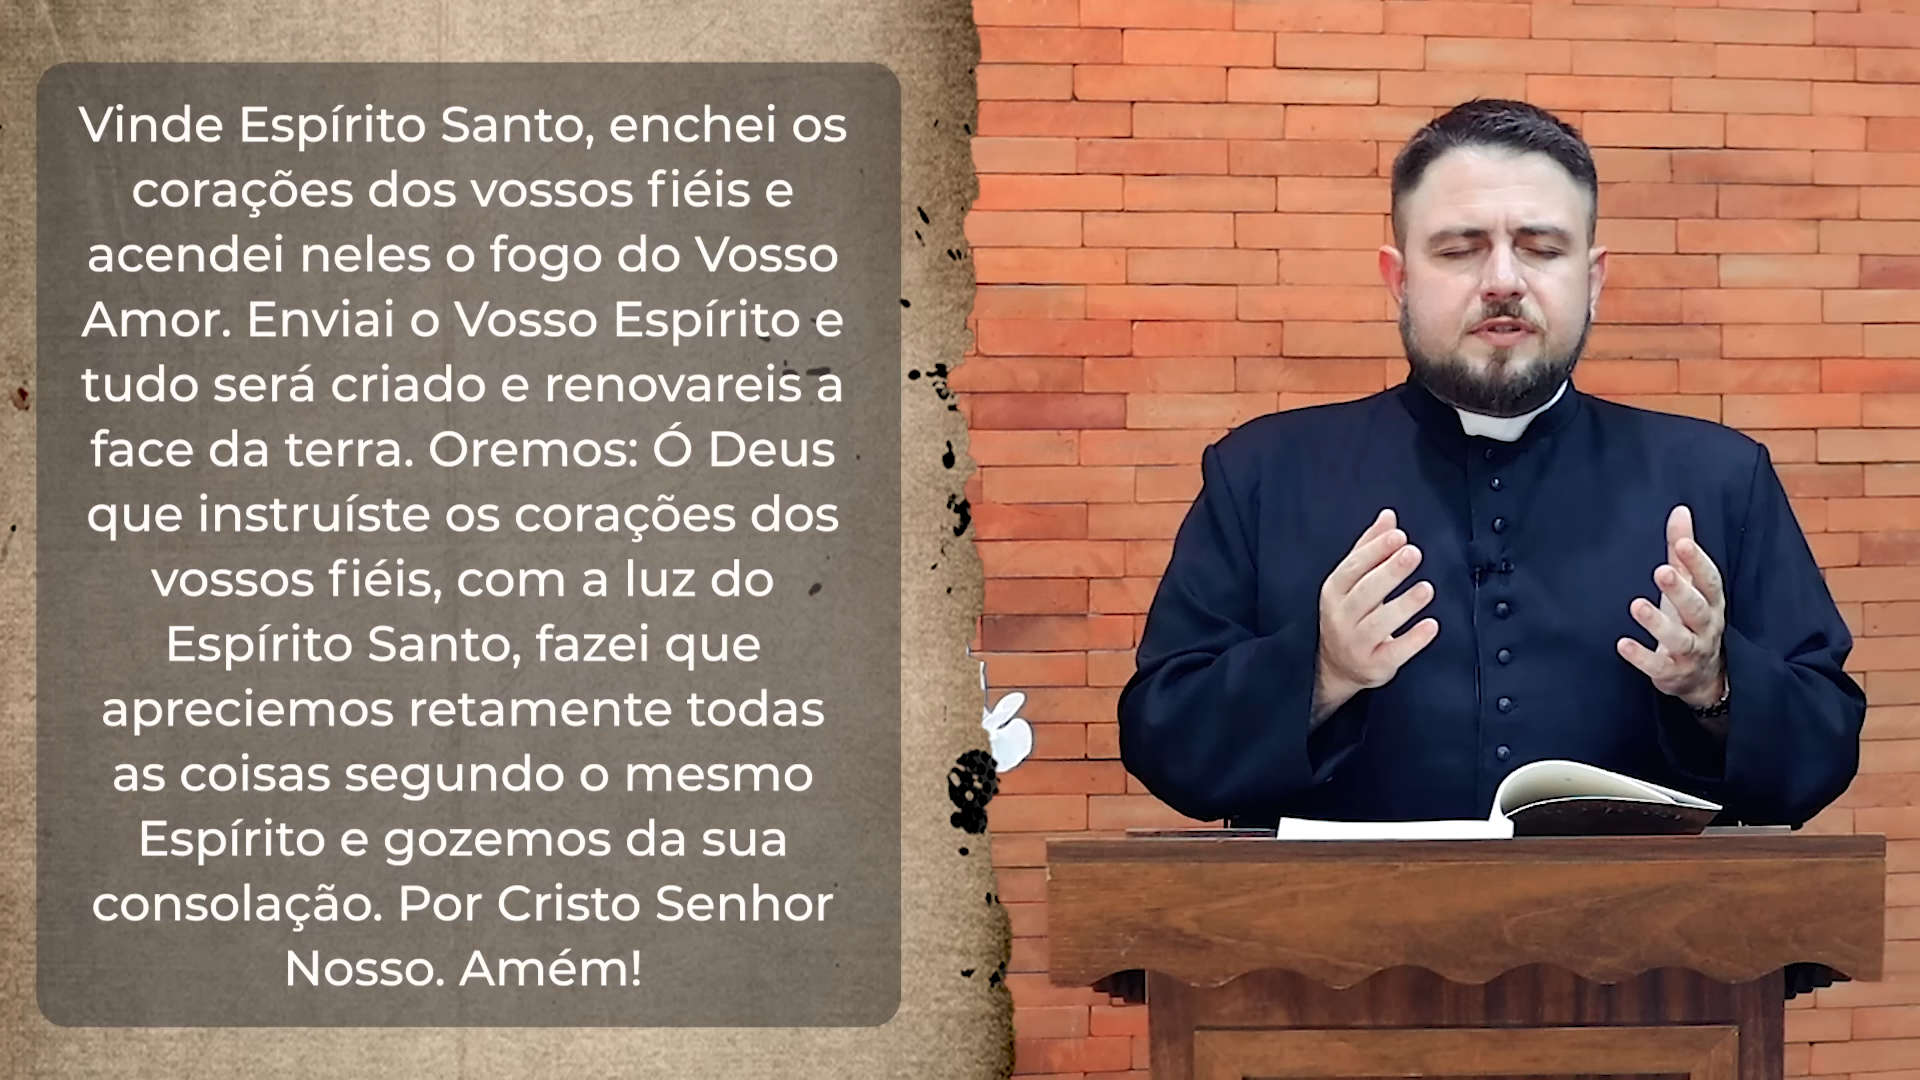 Vinde Espírito Santo, enchei os
corações dos vossos fiéis e
acendei neles o fogo do Vosso
Amor. Enviai o Vosso Espírito e
tudo será criado e renovareis a
face da terra. Oremos: Ó Deus
que instruíste os corações dos
vossos fiéis, com a luz do
Espírito Santo, fazei que
apreciemos retamente todas
as coisas segundo o mesmo
Espírito e gozemos da sua
consolação. Por Cristo Senhor
Nosso. Amém!